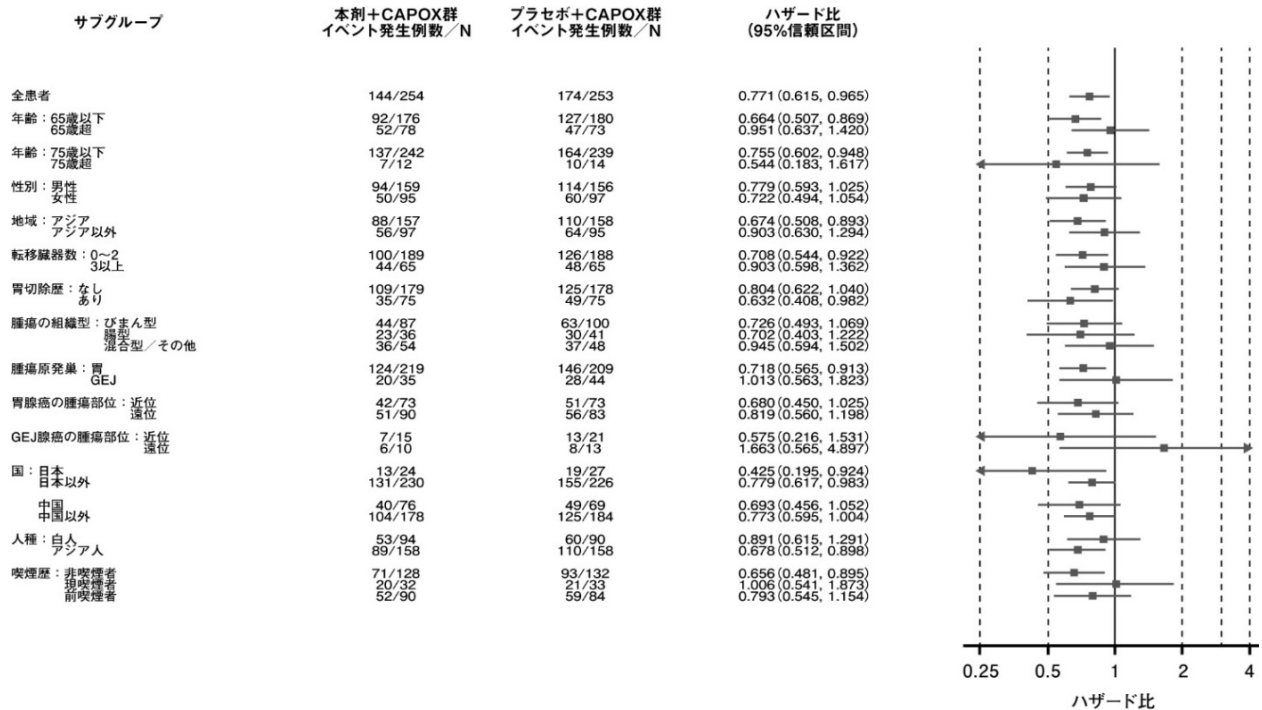 サブグループ 本剤+CAPOX群 イベント発生例数/N プラセボ+CAPOX群 イベント発生例数/N ハザード比 (95%信頼区間)
全患者 144/254 174/253 0.771(0.615, 0.965)
年齢:65歳以下 92/176 127/180 0.664(0.507, 0.869)
65歳超 52/78 47/73 0.951(0.637, 1.420)
年齢:75歳以下 137/242 164/239 0.755(0.602, 0.948)
75歳超 7/12 10/14 0.544(0.183, 1.617)
性別:男性 94/159 114/156 0.779(0.593, 1.025)
女性 50/95 60/97 0.722(0.494, 1.054)
地域:アジア 88/157 110/158 0.674(0.508, 0.893)
アジア以外 56/97 64/95 0.903(0.630, 1.294)
転移臓器数:0〜2 100/189 126/188 0.708(0.544, 0.922)
3以上 44/65 48/65 0.903(0.598, 1.362)
胃切除歴:なし 109/179 125/178 0.804(0.622, 1.040)
あり 35/75 49/75 0.632(0.408, 0.982)
腫瘍の組織型:びまん型 44/87 63/100 0.726(0.493, 1.069)
腸型 23/36 30/41 0.702(0.403, 1.222)
混合型/その他 36/54 37/48 0.945(0.594, 1.502)
腫瘍原発巣:胃 124/219 146/209 0.718(0.565, 0.913)
GEJ 20/35 28/44 1.013(0.563, 1.823)
胃腺癌の腫瘍部位:近位 42/73 51/73 0.680(0.450, 1.025)
遠位 51/90 56/83 0.819(0.560, 1.198)
GEJ腺癌の腫瘍部位:近位 7/15 13/21 0.575(0.216, 1.531)
遠位 6/10 8/13 1.663(0.565, 4.897)
国:日本 13/24 19/27 0.425(0.195, 0.924)
日本以外 131/230 155/226 0.779(0.617, 0.983)
中国 40/76 49/69 0.693(0.456, 1.052)
中国以外 104/178 125/184 0.773(0.595, 1.004)
人種:白人 53/94 60/90 0.891(0.615, 1.291)
アジア人 89/158 110/158 0.678(0.512, 0.898)
喫煙歴:非喫煙者 71/128 93/132 0.656(0.481, 0.895)
現喫煙者 20/32 21/33 1.006(0.541, 1.873)
前喫煙者 52/90 59/84 0.793(0.545, 1.154)
0.25 0.5 1 2 4
ハザード比